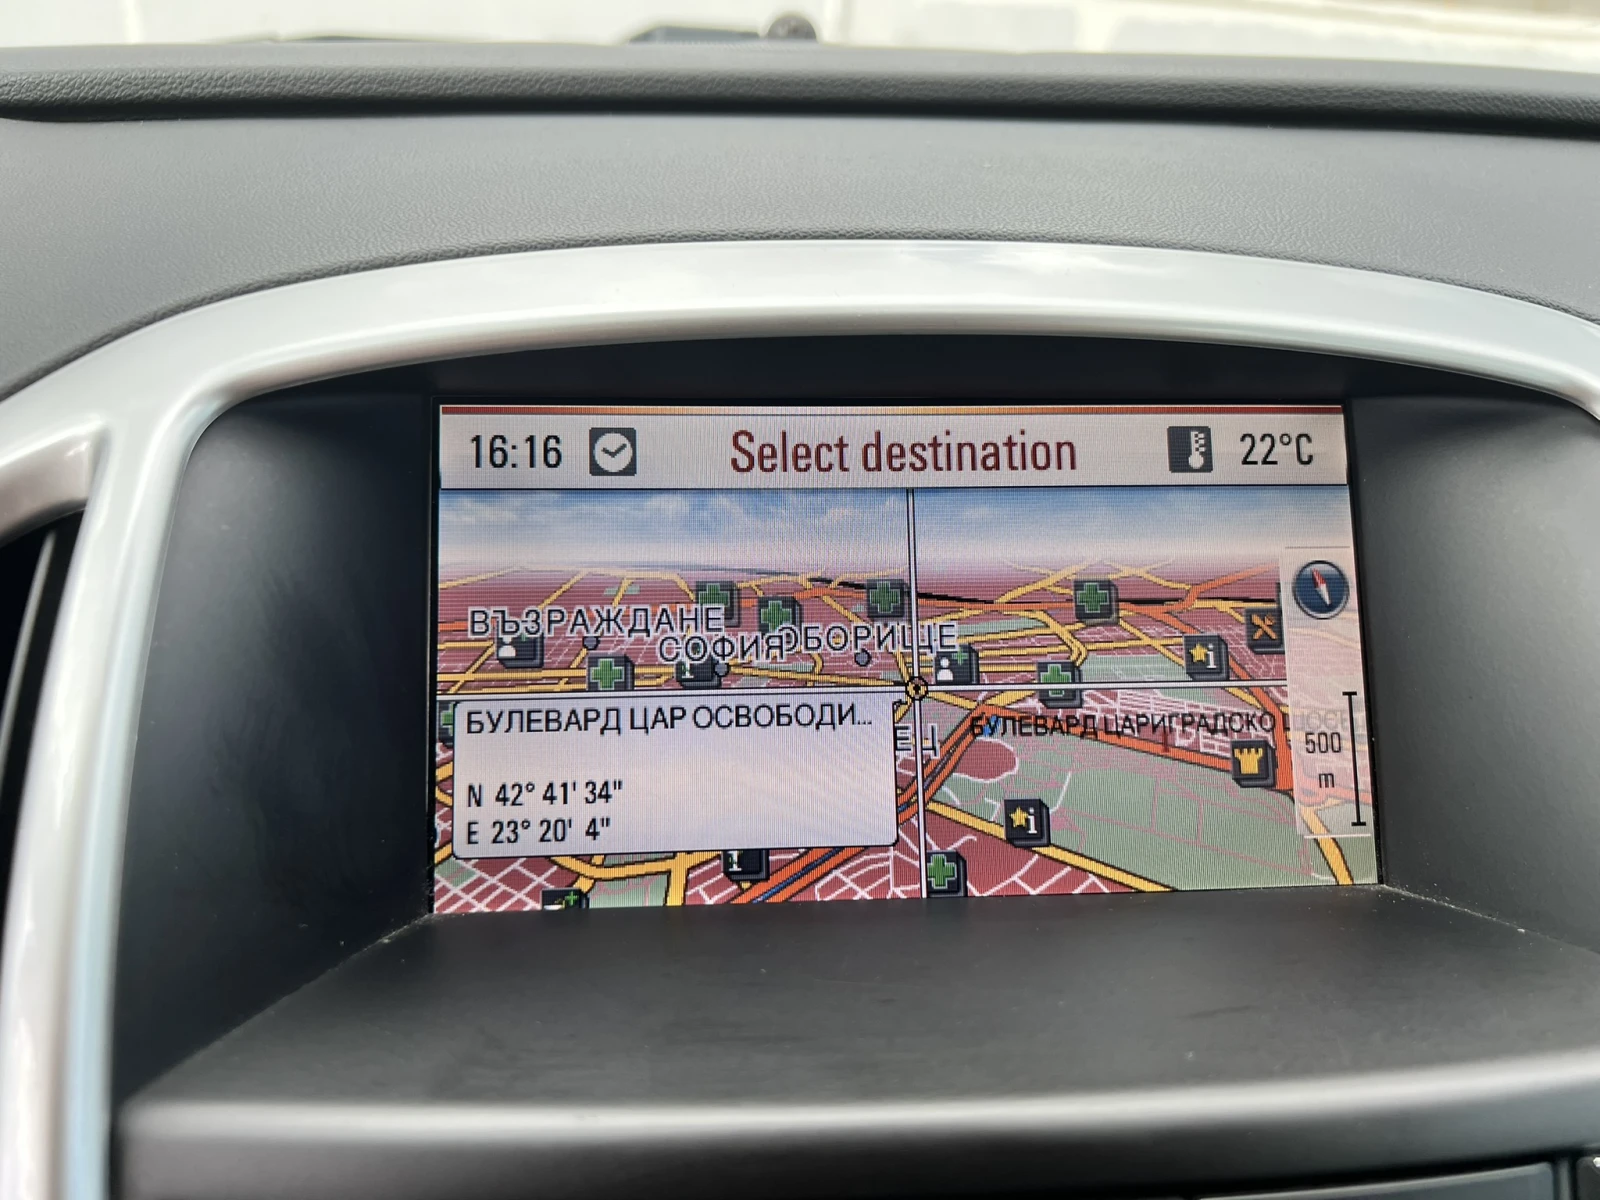 16:16 Select destination 22°C
ВЪЗРАЖДАНЕ
СОФИЯ ОБОРИЩЕ
БУЛЕВАРД ЦАР ОСВОБОДИ...
N 42° 41' 34"
E 23° 20' 4"
ЕЦ
БУЛЕВАРД ЦАРИГРАДСКО
500
m